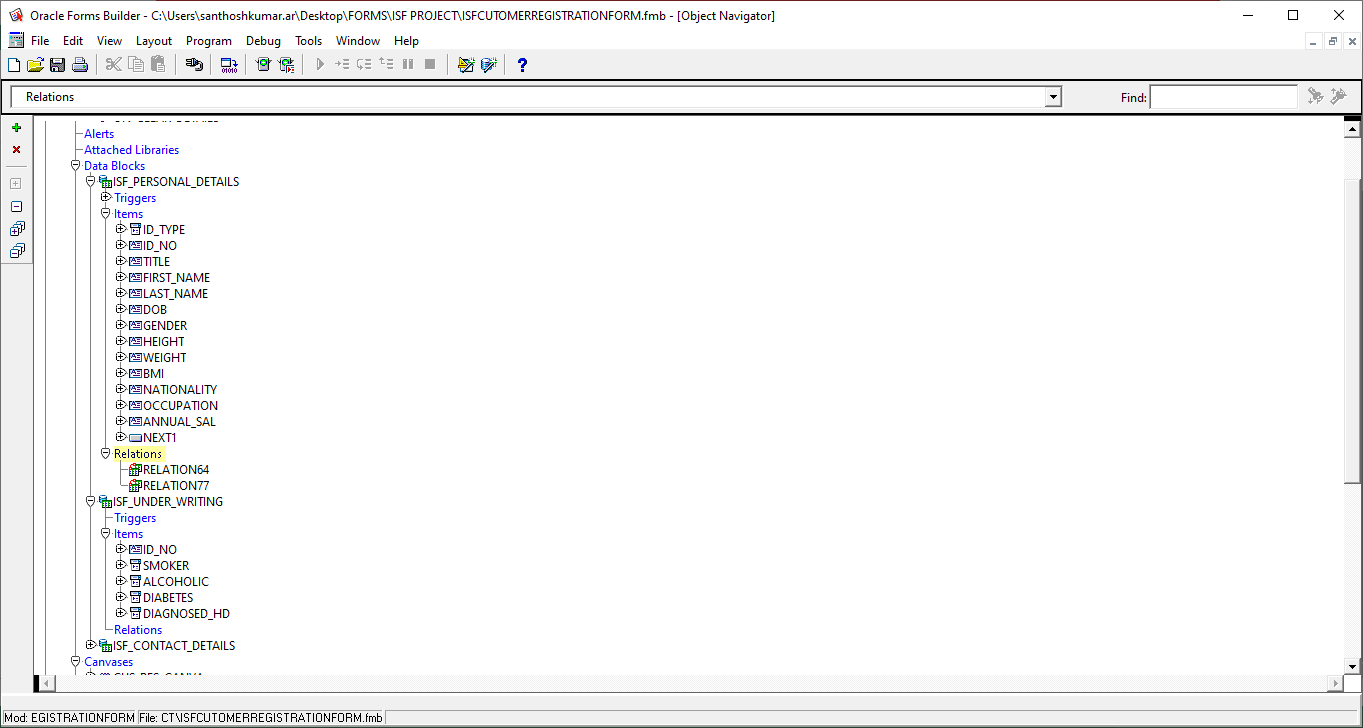 Oracle Forms Builder - C:\Users\santhoshkumar.ar\Desktop\FORMS\ISF PROJECT\ISFCUTOMERREGISTRATIONFORM.fmb - [Object Navigator]
File Edit View Layout Program Debug Tools Window Help
Relations
Find:
Alerts
Attached Libraries
Data Blocks
ISF_PERSONAL_DETAILS
Triggers
Items
ID_TYPE
ID_NO
TITLE
FIRST_NAME
LAST_NAME
DOB
GENDER
HEIGHT
WEIGHT
BMI
NATIONALITY
OCCUPATION
ANNUAL_SAL
NEXT1
Relations
RELATION64
RELATION77
ISF_UNDER_WRITING
Triggers
Items
ID_NO
SMOKER
ALCOHOLIC
DIABETES
DIAGNOSED_HD
Relations
ISF_CONTACT_DETAILS
Canvases
Mod: EGISTRATIONFORM File: CT\ISFCUTOMERREGISTRATIONFORM.fmb